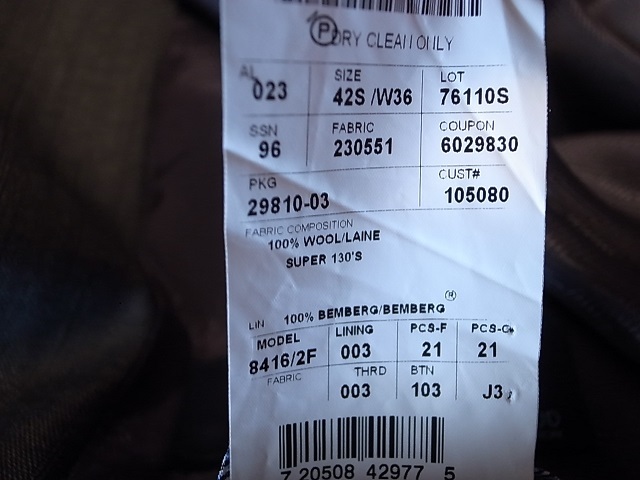 P DRY CLEAN ONLY
SIZE LOT
023 42S /W36 76110S
SSN FABRIC COUPON
96 230551 6029830
PKG CUST#
29810-03 105080
FABRIC COMPOSITION
100% WOOL/LAINE
SUPER 130'S
LIN 100% BEMBERG/BEMBERG ®
MODEL LINING PCS-F PCS-C
8416/2F 003 21 21
FABRIC THRD BTN
003 103 J3
7 20508 42977 5